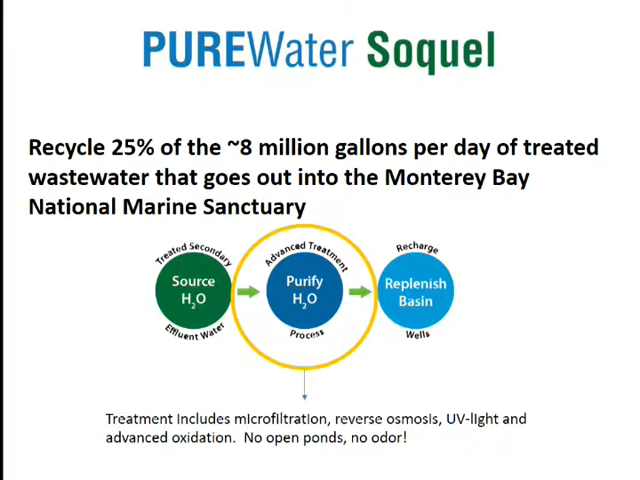 PUREWater Soquel
Recycle 25% of the ~8 million gallons per day of treated
wastewater that goes out into the Monterey Bay
National Marine Sanctuary
Treated Secondary
Source
H₂O
Effluent Water
Advanced Treatment
Purify
H₂O
Process
Recharge
Replenish
Basin
Wells
Treatment includes microfiltration, reverse osmosis, UV-light and
advanced oxidation.  No open ponds, no odor!